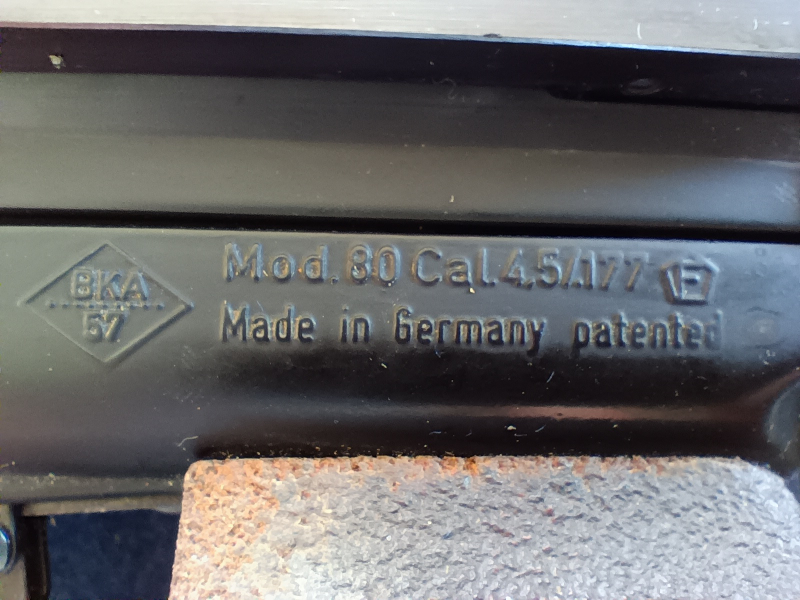 BKA
57
Mod. 80 Cal. 4,5/.177 F
Made in Germany patented